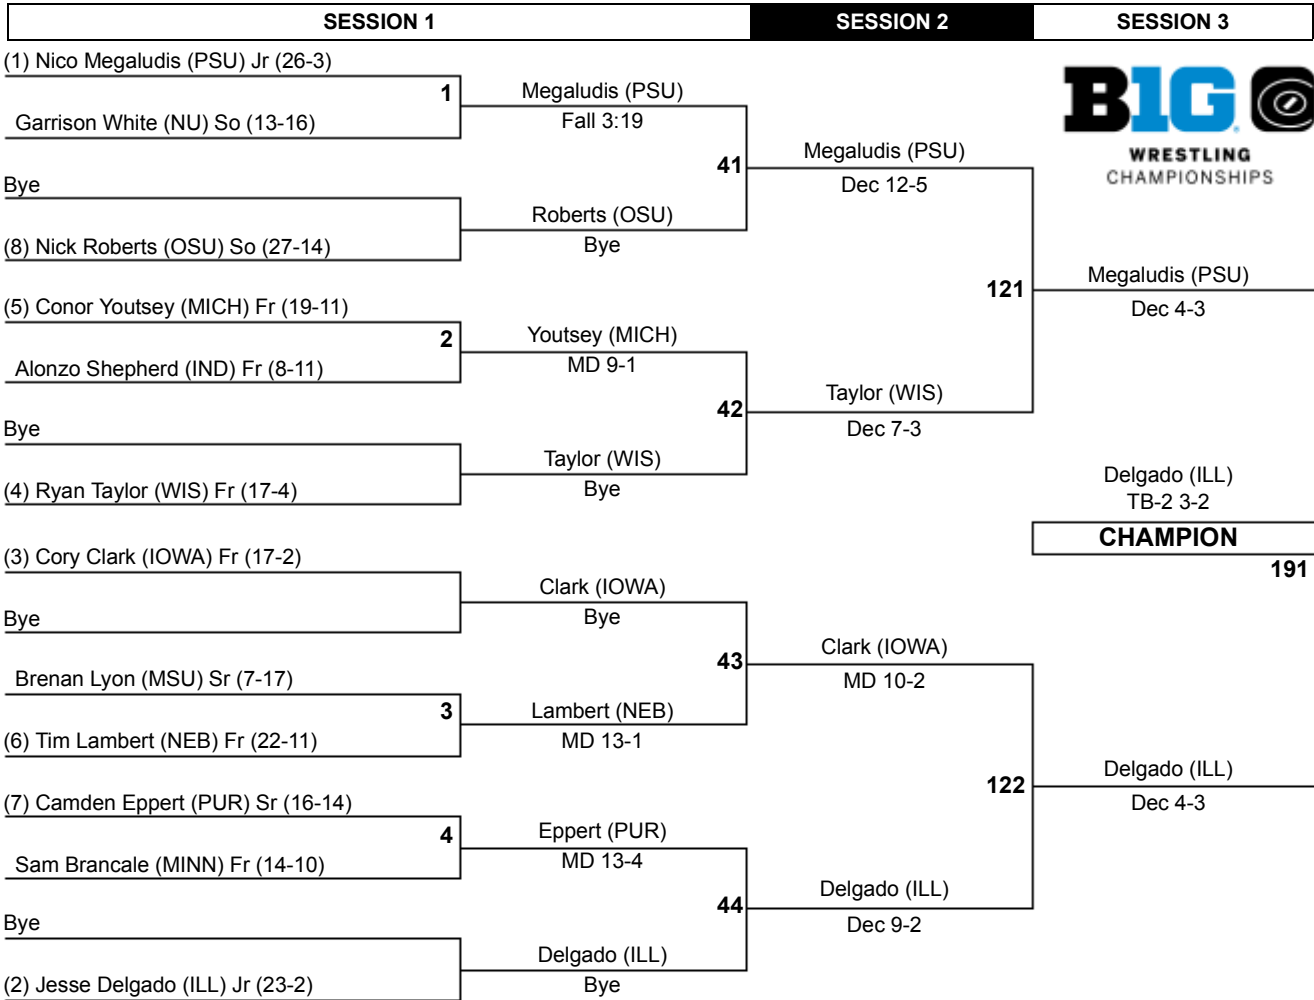 SESSION 1
SESSION 2
SESSION 3
(1) Nico Megaludis (PSU) Jr (26-3)
1
Garrison White (NU) So (13-16)
Megaludis (PSU)
Fall 3:19
Bye
(8) Nick Roberts (OSU) So (27-14)
Roberts (OSU)
Bye
41
Megaludis (PSU)
Dec 12-5
(5) Conor Youtsey (MICH) Fr (19-11)
2
Alonzo Shepherd (IND) Fr (8-11)
Youtsey (MICH)
MD 9-1
Bye
(4) Ryan Taylor (WIS) Fr (17-4)
Taylor (WIS)
Bye
42
Taylor (WIS)
Dec 7-3
121
Megaludis (PSU)
Dec 4-3
B1G
WRESTLING
CHAMPIONSHIPS
Delgado (ILL)
TB-2 3-2
CHAMPION
191
(3) Cory Clark (IOWA) Fr (17-2)
Bye
Clark (IOWA)
Bye
Brenan Lyon (MSU) Sr (7-17)
3
(6) Tim Lambert (NEB) Fr (22-11)
Lambert (NEB)
MD 13-1
43
Clark (IOWA)
MD 10-2
(7) Camden Eppert (PUR) Sr (16-14)
4
Sam Brancale (MINN) Fr (14-10)
Eppert (PUR)
MD 13-4
Bye
(2) Jesse Delgado (ILL) Jr (23-2)
Delgado (ILL)
Bye
44
Delgado (ILL)
Dec 9-2
122
Delgado (ILL)
Dec 4-3